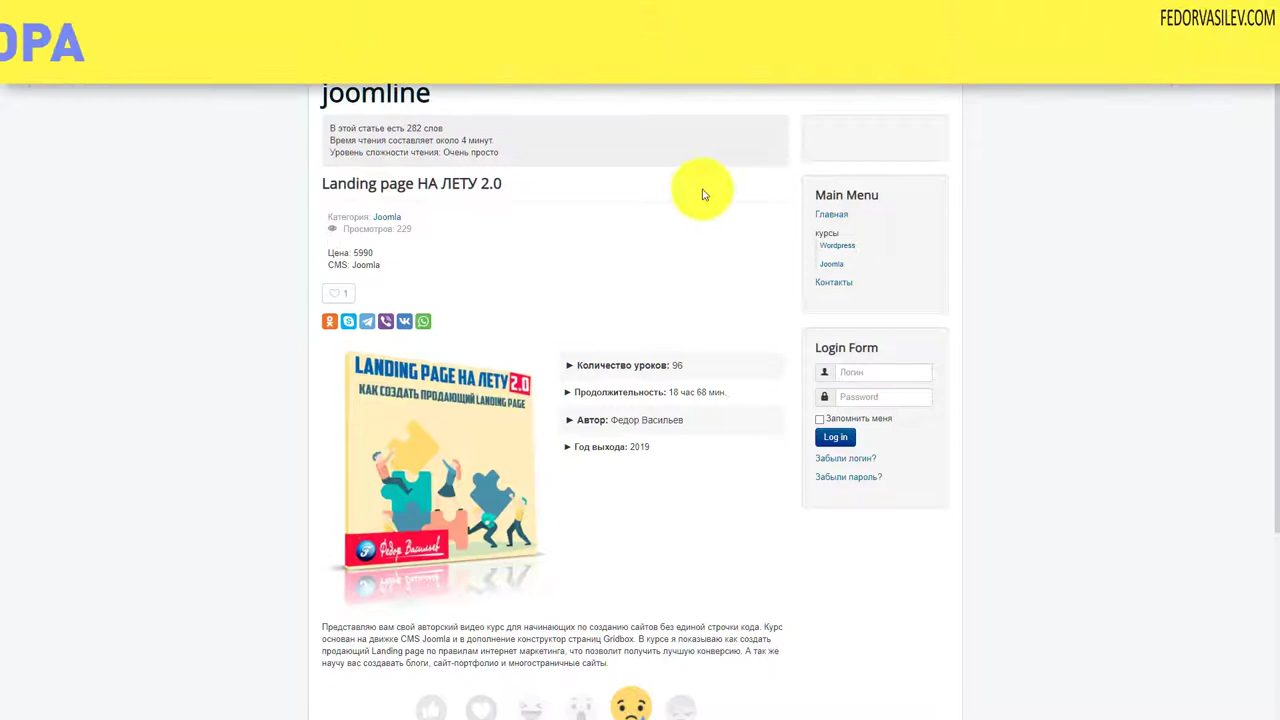 FEDORVASILEV.COM
ОРА
joomline
В этой статье есть 282 слов
Время чтения составляет около 4 минут.
Уровень сложности чтения: Очень просто
Landing page НА ЛЕТУ 2.0
Категория: Joomla
Просмотров: 229
Цена: 5990
CMS: Joomla
1
LANDING PAGE НА ЛЕТУ 2.0
КАК СОЗДАТЬ ПРОДАЮЩИЙ LANDING PAGE
Федор Васильев
► Количество уроков: 96
► Продолжительность: 18 час 68 мин.
► Автор: Федор Васильев
► Год выхода: 2019
Представляю вам свой авторский видео курс для начинающих по созданию сайтов без единой строчки кода. Курс
основан на движке CMS Joomla и в дополнение конструктор страниц Gridbox. В курсе я показываю как создать
продающий Landing page по правилам интернет маркетинга, что позволит получить лучшую конверсию. А так же
научу вас создавать блоги, сайт-портфолио и многостраничные сайты.
Main Menu
Главная
курсы
Wordpress
Joomla
Контакты
Login Form
Логин
Password
Запомнить меня
Log in
Забыли логин?
Забыли пароль?